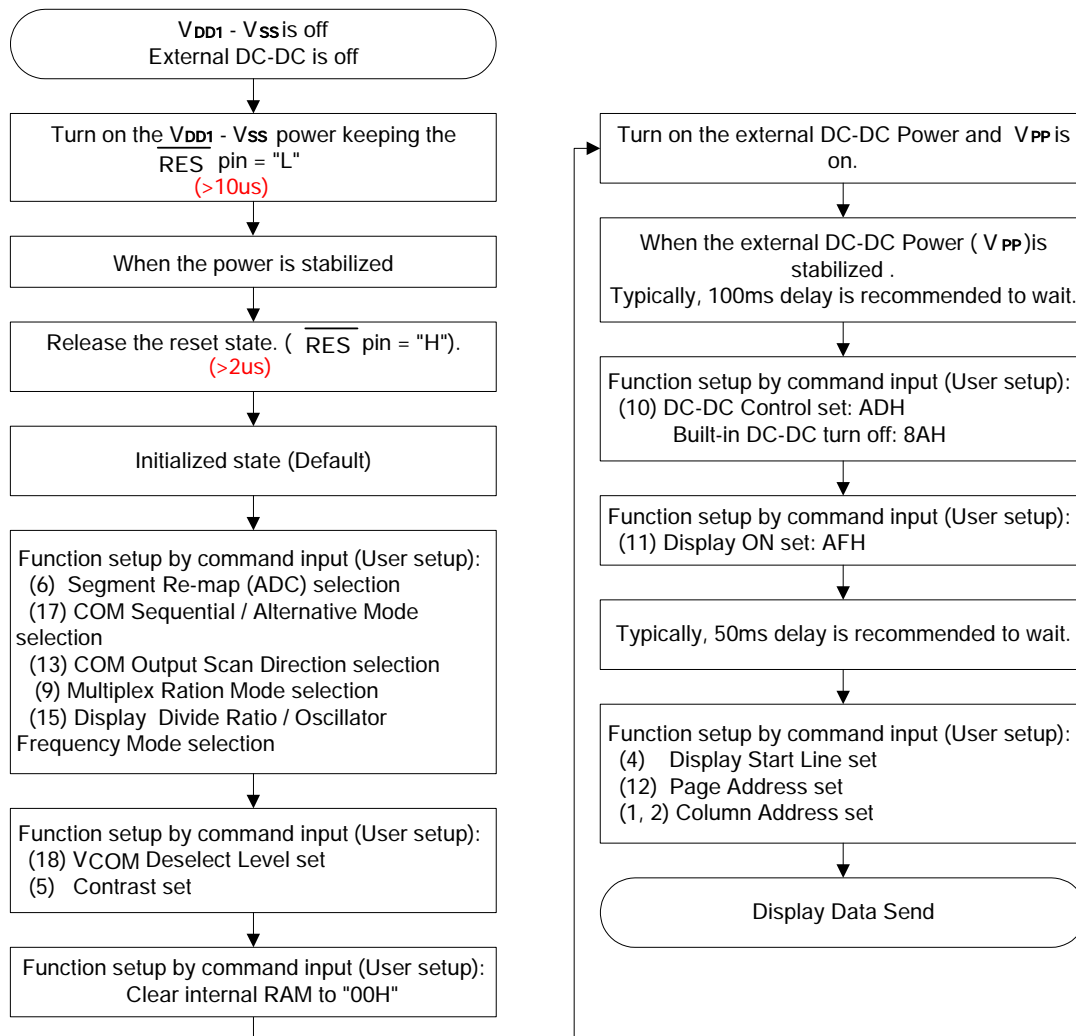 VDD1 - VSS is off
External DC-DC is off
Turn on the VDD1 - VSS power keeping the
RES pin = "L"
(>10us)
When the power is stabilized
Release the reset state. ( RES pin = "H").
(>2us)
Initialized state (Default)
Function setup by command input (User setup):
(6) Segment Re-map (ADC) selection
(17) COM Sequential / Alternative Mode
selection
(13) COM Output Scan Direction selection
(9) Multiplex Ration Mode selection
(15) Display Divide Ratio / Oscillator
Frequency Mode selection
Function setup by command input (User setup):
(18) VCOM Deselect Level set
(5) Contrast set
Function setup by command input (User setup):
Clear internal RAM to "00H"
Turn on the external DC-DC Power and VPP is
on.
When the external DC-DC Power ( VPP)is
stabilized .
Typically, 100ms delay is recommended to wait.
Function setup by command input (User setup):
(10) DC-DC Control set: ADH
Built-in DC-DC turn off: 8AH
Function setup by command input (User setup):
(11) Display ON set: AFH
Typically, 50ms delay is recommended to wait.
Function setup by command input (User setup):
(4) Display Start Line set
(12) Page Address set
(1, 2) Column Address set
Display Data Send